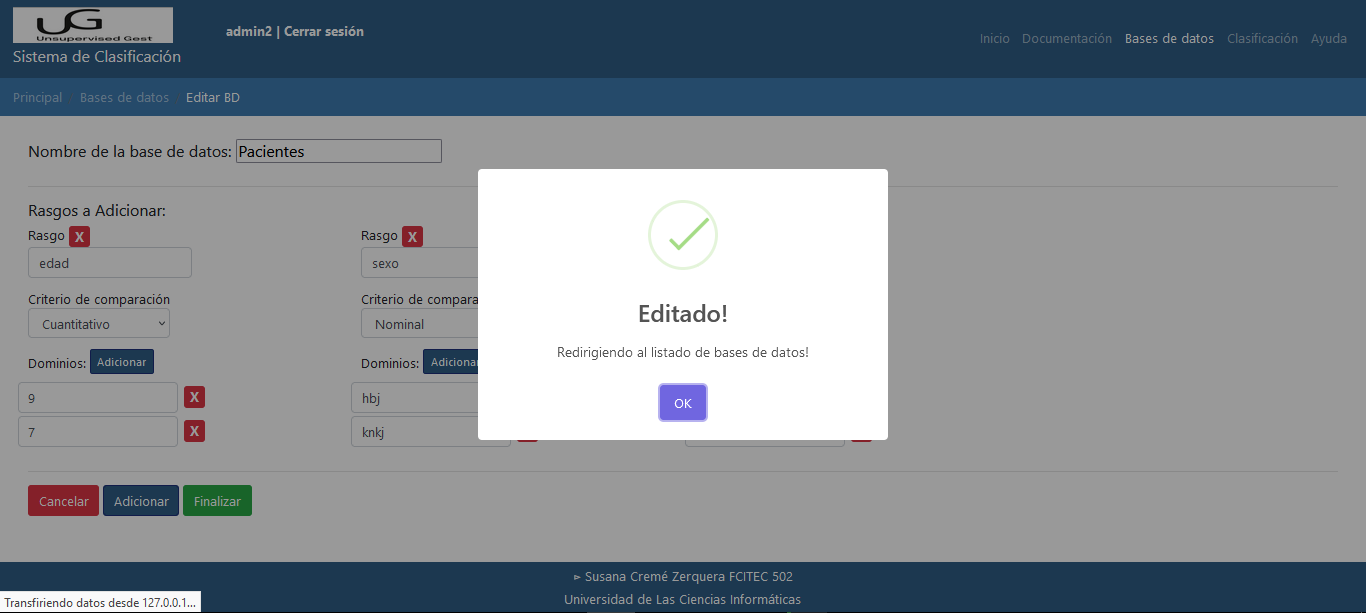 UG
Unsupervised Gest
Sistema de Clasificación
admin2 | Cerrar sesión
Inicio Documentación Bases de datos Clasificación Ayuda
Principal Bases de datos Editar BD
Nombre de la base de datos: Pacientes
Rasgos a Adicionar:
Rasgo X Rasgo X
edad sexo
Criterio de comparación Criterio de compara
Cuantitativo Nominal
Dominios: Adicionar Dominios: Adicionar
9 X hbj
7 X knkj
Editado!
Redirigiendo al listado de bases de datos!
OK
Cancelar Adicionar Finalizar
▻ Susana Cremé Zerquera FCITEC 502
Universidad de Las Ciencias Informáticas
Transfiriendo datos desde 127.0.0.1...